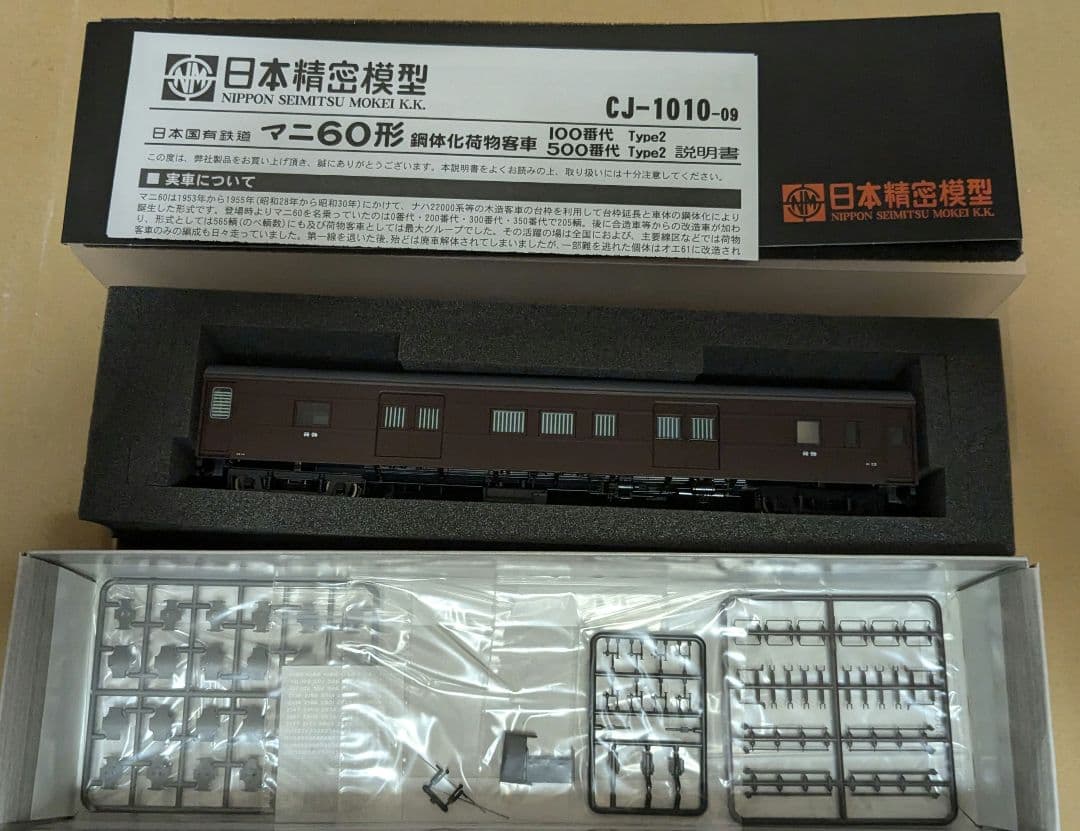 日本精密模型
NIPPON SEIMITSU MOKEI K.K.
CJ-1010-09
日本国有鉄道 マニ60形 鋼体化荷物客車 100番代 Type2
500番代 Type2 説明書
この度は、弊社製品をお買い上げ頂き、誠にありがとうございます。本説明書をよくお読みの上、取り扱いには十分注意してください。
■ 実車について
マニ60は1953年から1955年(昭和28年から昭和30年)にかけて、ナハ22000系等の木造客車の台枠を利用して台枠延長と車体の鋼体化により
誕生した形式です。登場時よりマニ60を名乗っていたのは0番代・200番代・300番代・350番代で205輌。後に合造車等からの改造車が加わ
り、形式としては565輌(のべ輌数)にも及び荷物客車としては最大グループでした。その活躍の場は全国におよび、主要線区などでは荷物
客車のみの編成も日々走っていました。第一線を退いた後、殆どは廃車解体されてしまいましたが、一部難を逃れた個体はオエ61に改造され
日本精密模型
NIPPON SEIMITSU MOKEI K.K.
荷物
荷物